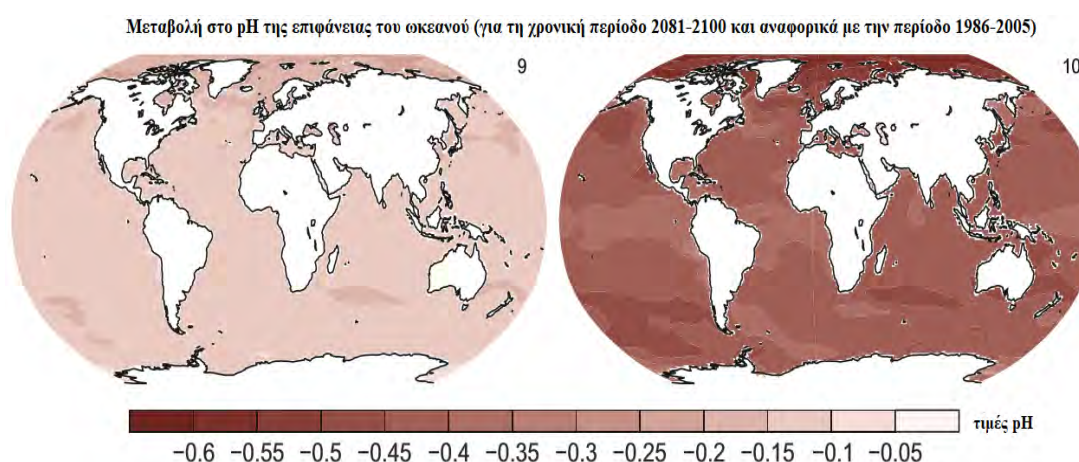 Μεταβολή στο pH της επιφάνειας του ωκεανού (για τη χρονική περίοδο 2081-2100 και αναφορικά με την περίοδο 1986-2005)
9
10
τιμές pH
−0.6 −0.55 −0.5 −0.45 −0.4 −0.35 −0.3 −0.25 −0.2 −0.15 −0.1 −0.05